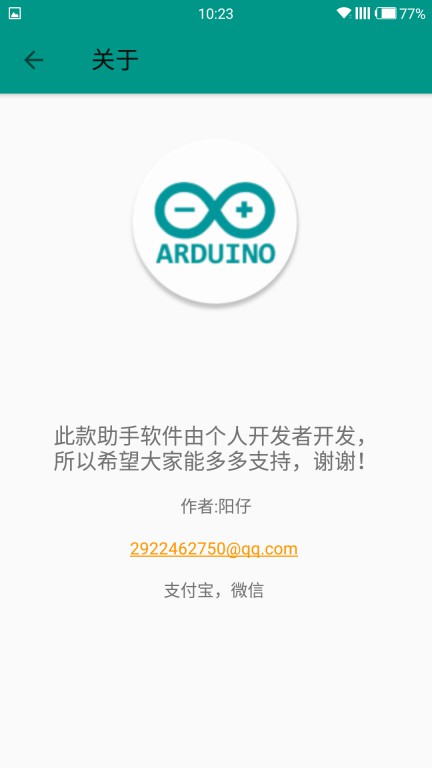 10:23
77%
关于
ARDUINO
此款助手软件由个人开发者开发，
所以希望大家能多多支持，谢谢！
作者:阳仔
2922462750@qq.com
支付宝，微信